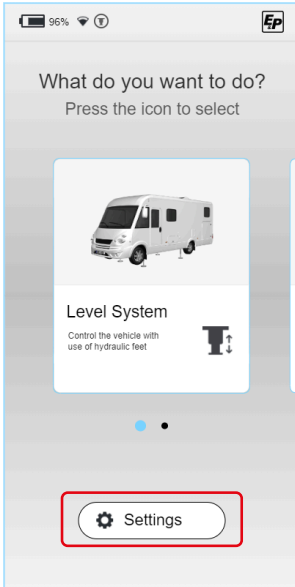 96%
EP
What do you want to do?
Press the icon to select
Level System
Control the vehicle with
use of hydraulic feet
Settings